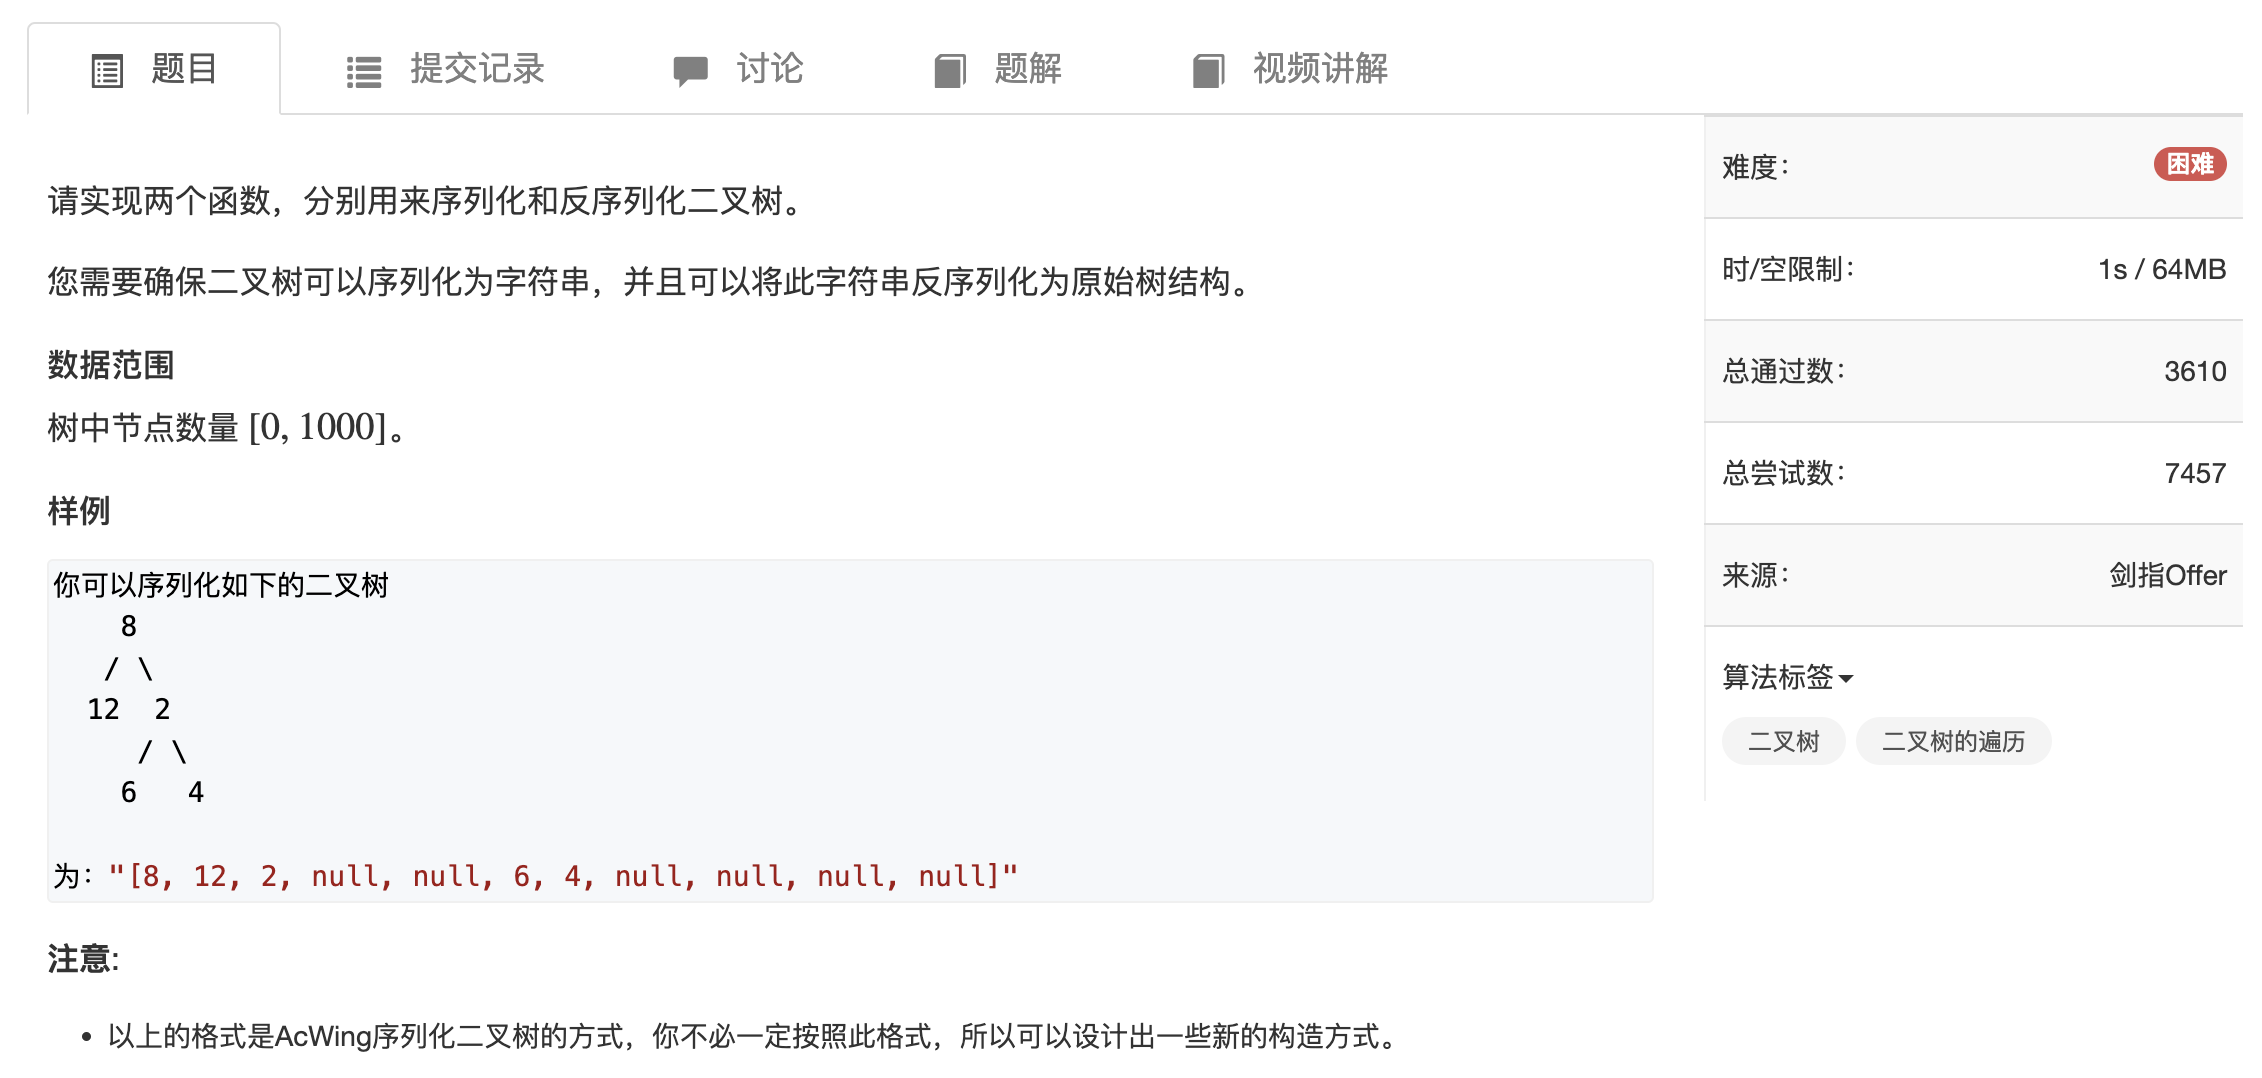 题目 提交记录 讨论 题解 视频讲解
请实现两个函数，分别用来序列化和反序列化二叉树。
您需要确保二叉树可以序列化为字符串，并且可以将此字符串反序列化为原始树结构。
数据范围
树中节点数量 [0, 1000]。
样例
你可以序列化如下的二叉树
    8
   / \
  12  2
     / \
    6   4
为："[8, 12, 2, null, null, 6, 4, null, null, null, null]"
注意:
• 以上的格式是AcWing序列化二叉树的方式，你不必一定按照此格式，所以可以设计出一些新的构造方式。
难度： 困难
时/空限制： 1s / 64MB
总通过数： 3610
总尝试数： 7457
来源： 剑指Offer
算法标签
二叉树 二叉树的遍历